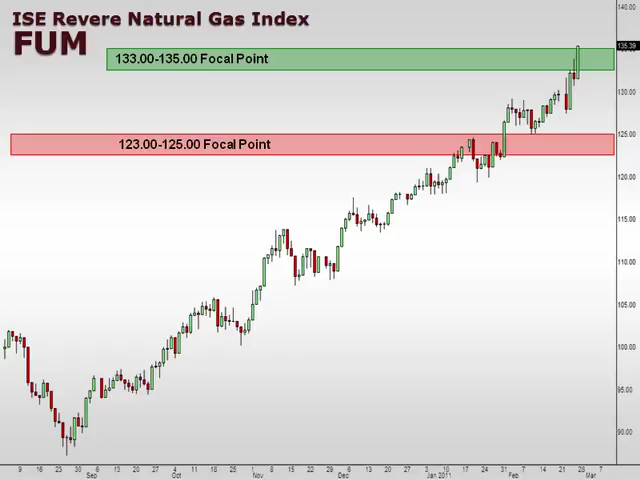 ISE Revere Natural Gas Index
FUM
140.00
135.39
133.00-135.00 Focal Point
130.00
125.00
123.00-125.00 Focal Point
120.00
115.00
110.00
105.00
100.00
95.00
90.00
9 16 23 30 6 13 20 27 4 11 18 25 1 8 15 22 29 6 13 20 27 3 10 18 24 31 7 14 21 28 7
Sep Oct Nov Dec Jan 2011 Feb Mar